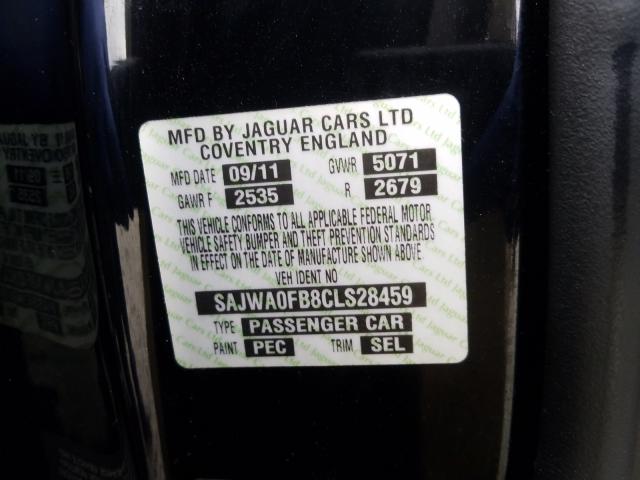 MFD BY JAGUAR CARS LTD
COVENTRY ENGLAND
MFD DATE 09/11 GVWR 5071
GAWR F 2535 R 2679
THIS VEHICLE CONFORMS TO ALL APPLICABLE FEDERAL MOTOR
VEHICLE SAFETY BUMPER AND THEFT PREVENTION STANDARDS
IN EFFECT ON THE DATE OF MANUFACTURE SHOWN ABOVE
VEH IDENT NO
SAJWA0FB8CLS28459
TYPE PASSENGER CAR
PAINT PEC TRIM SEL